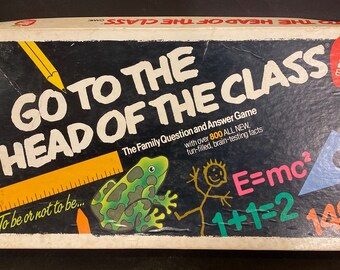 GO TO THE HEAD OF THE CLASS
GO TO THE
HEAD OF THE CLASS
The Family Question and Answer Game
with over 800 ALL NEW,
fun-filled, brain-testing facts
To be or not to be...
E=mc²
1+1=2